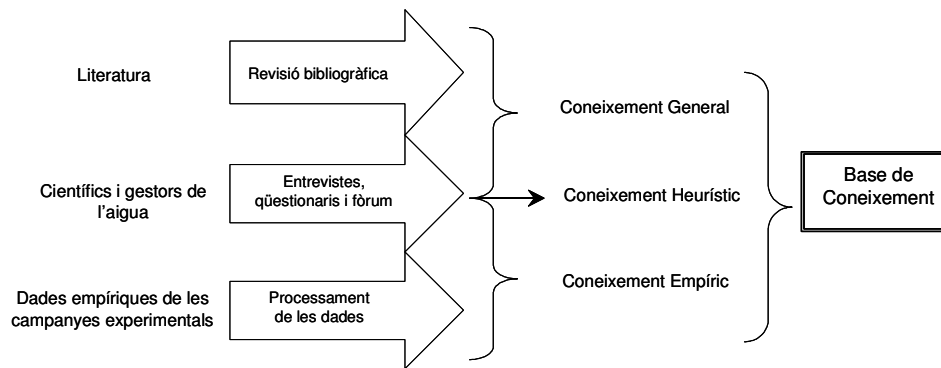 Literatura
Revisió bibliogràfica
Coneixement General
Científics i gestors de
l'aigua
Entrevistes,
qüestionaris i fòrum
Coneixement Heurístic
Base de
Coneixement
Dades empíriques de les
campanyes experimentals
Processament
de les dades
Coneixement Empíric